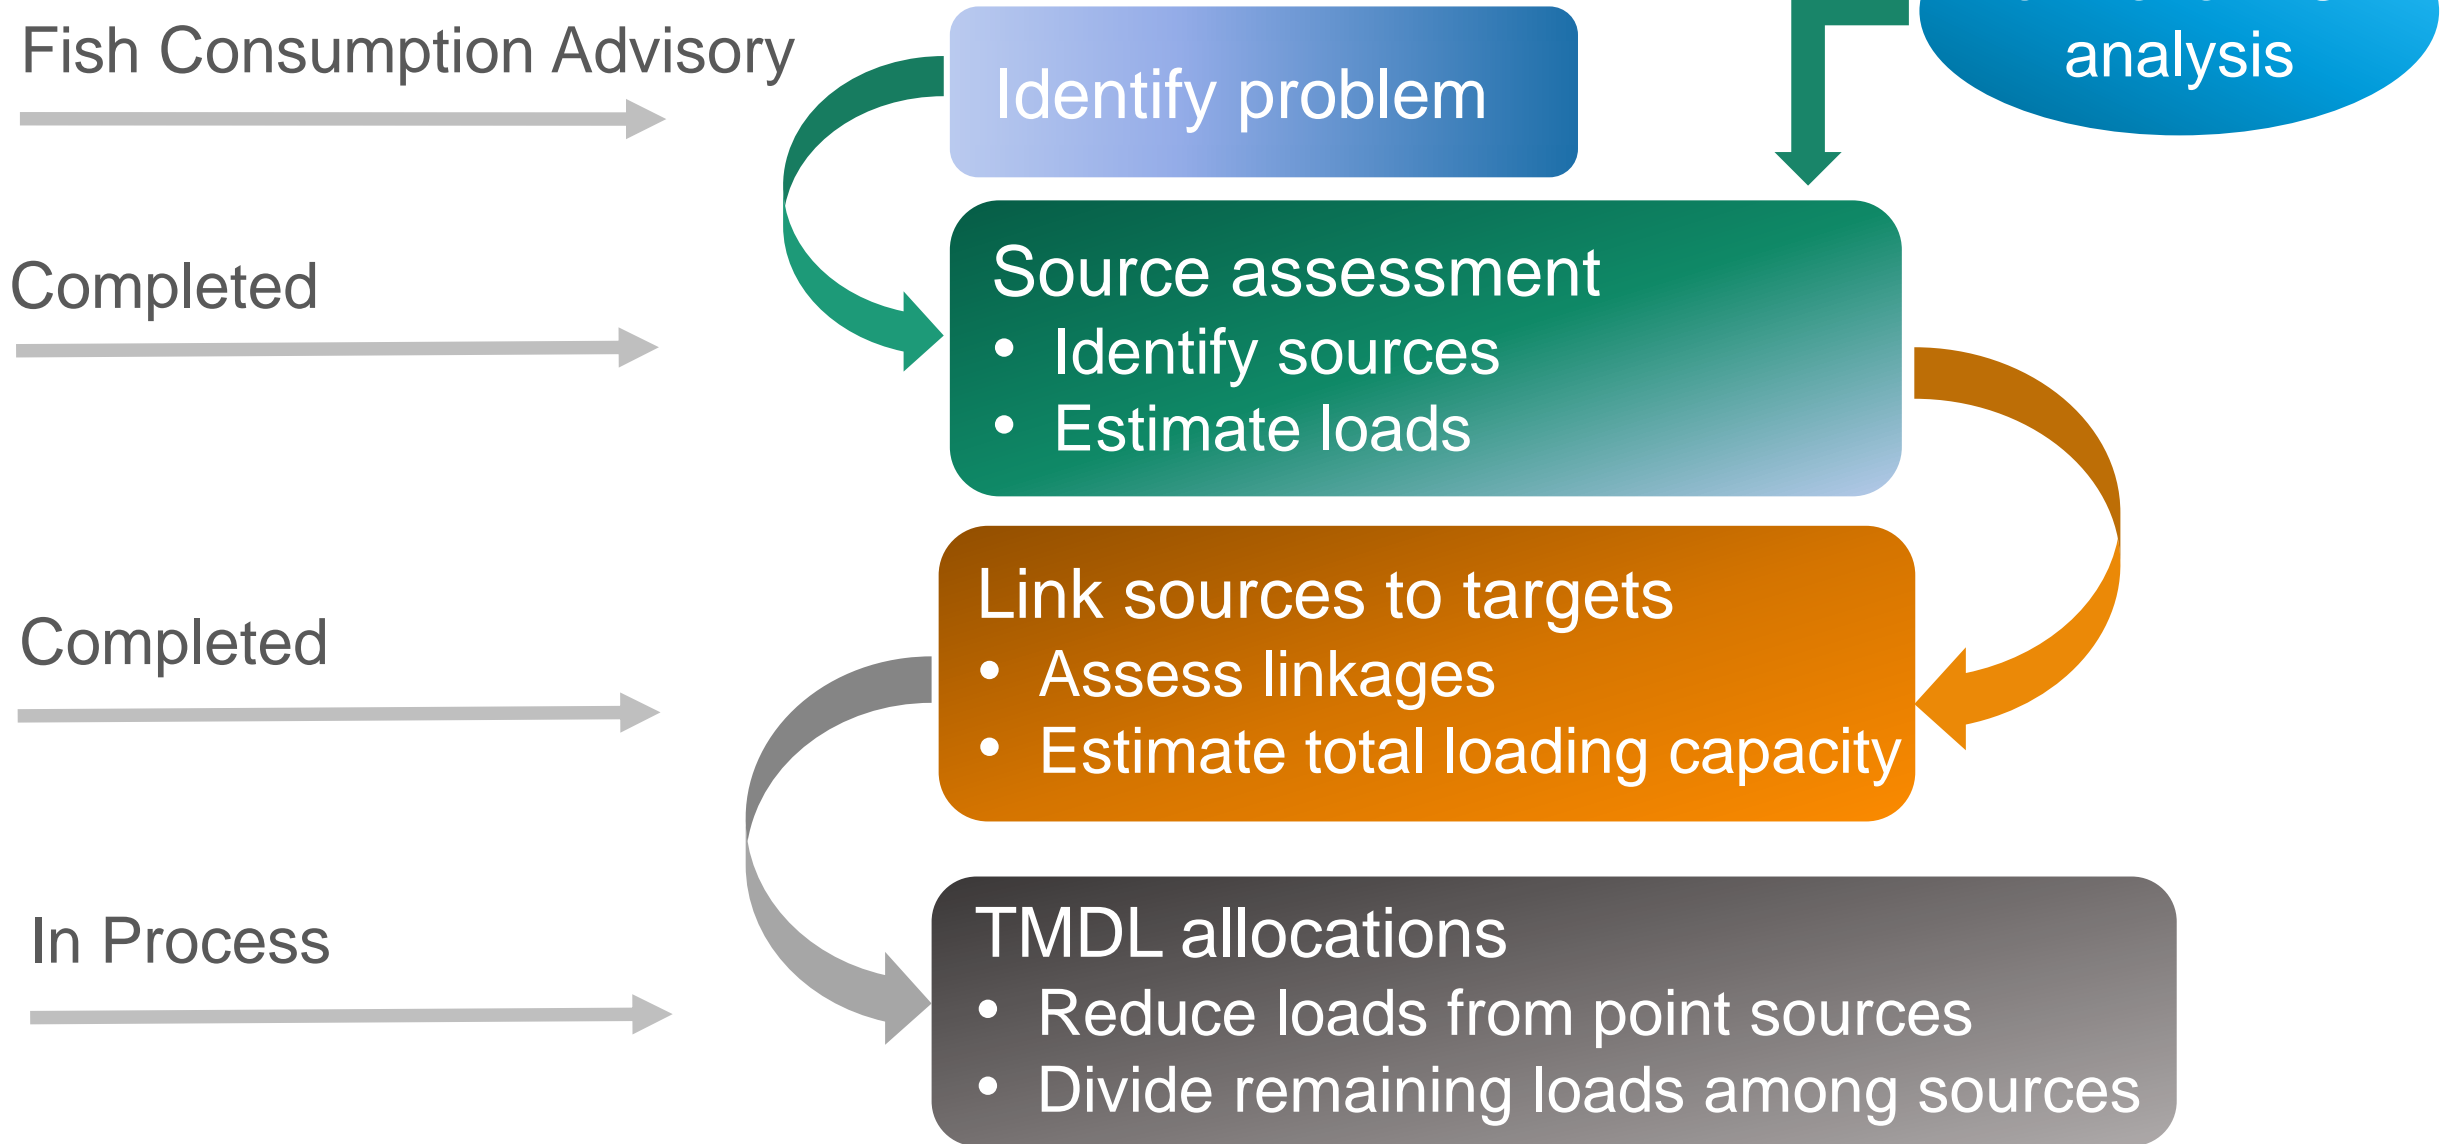 Fish Consumption Advisory
Identify problem
analysis
Completed
Source assessment
• Identify sources
• Estimate loads
Completed
Link sources to targets
• Assess linkages
• Estimate total loading capacity
In Process
TMDL allocations
• Reduce loads from point sources
• Divide remaining loads among sources